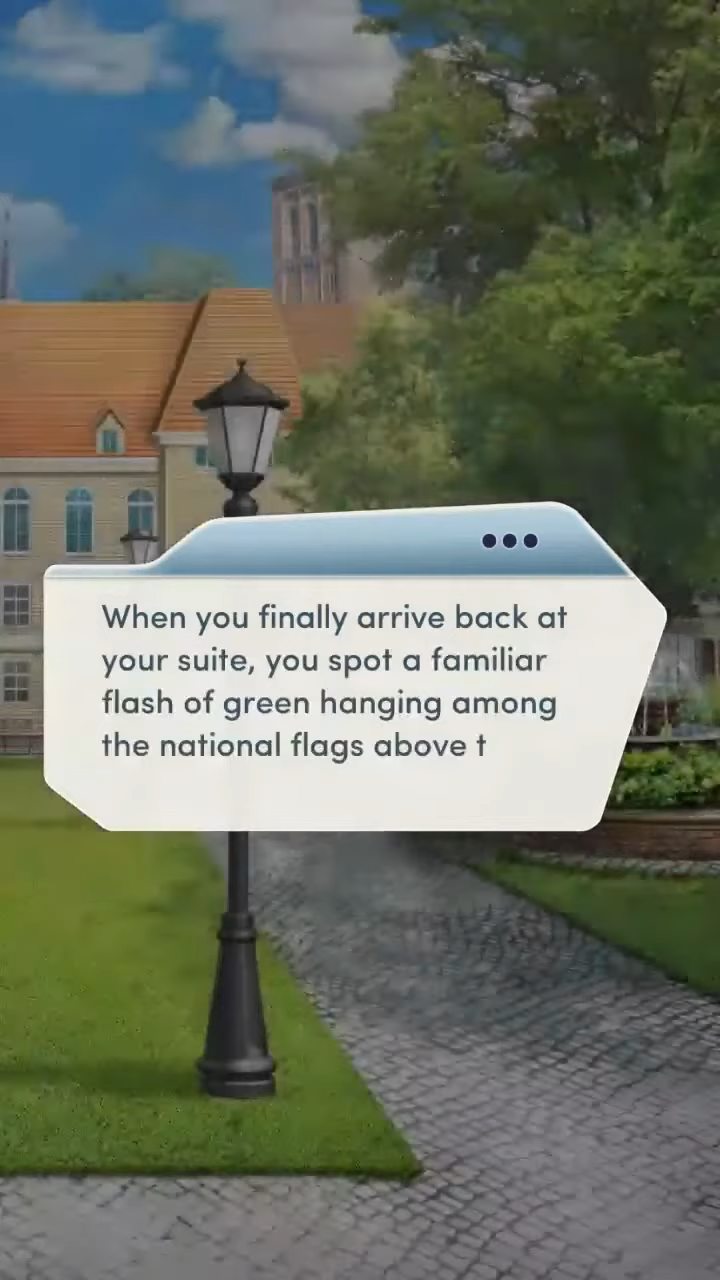 When you finally arrive back at
your suite, you spot a familiar
flash of green hanging among
the national flags above t